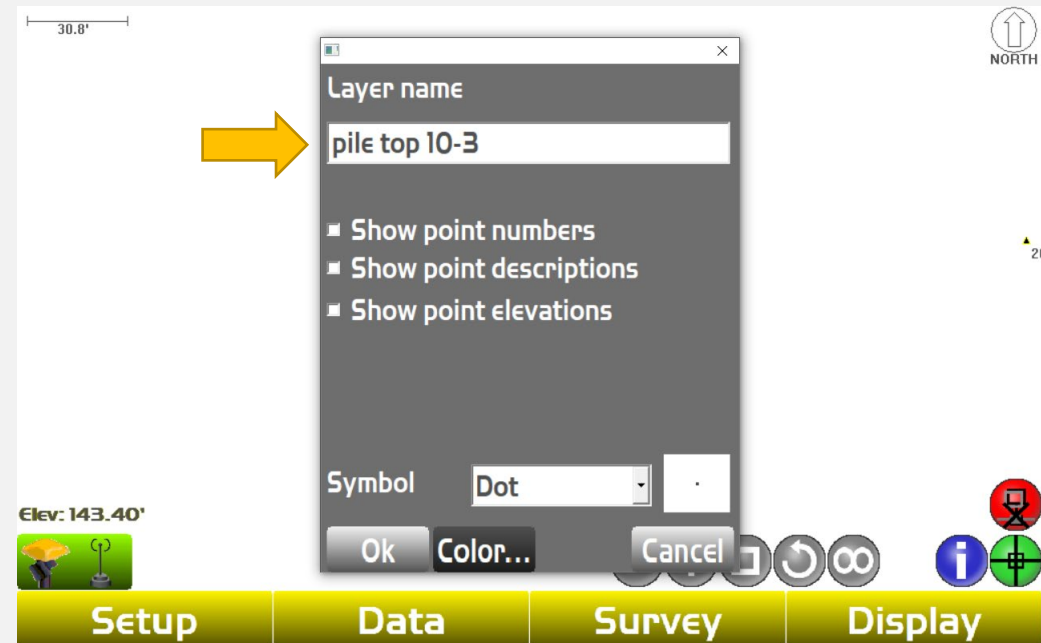 30.8'
NORTH
Layer name
pile top 10-3
Show point numbers
Show point descriptions
Show point elevations
Symbol
Dot
Elev: 143.40'
Ok
Color...
Cancel
i
Setup
Data
Survey
Display